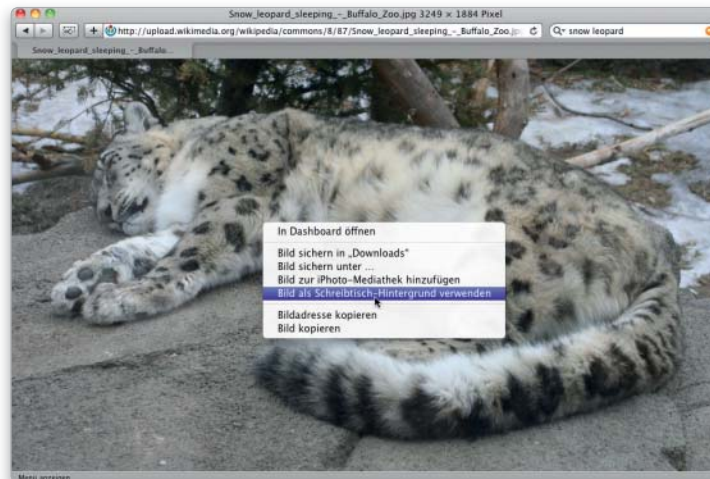 Snow_leopard_sleeping_-_Buffalo_Zoo.jpg 3249 × 1884 Pixel
http://upload.wikimedia.org/wikipedia/commons/8/87/Snow_leopard_sleeping_-_Buffalo_Zoo.jp
snow leopard
Snow_leopard_sleeping_-_Buffalo...
In Dashboard öffnen
Bild sichern in „Downloads“
Bild sichern unter ...
Bild zur iPhoto-Mediathek hinzufügen
Bild als Schreibtisch-Hintergrund verwenden
Bildadresse kopieren
Bild kopieren
Menü anzeigen